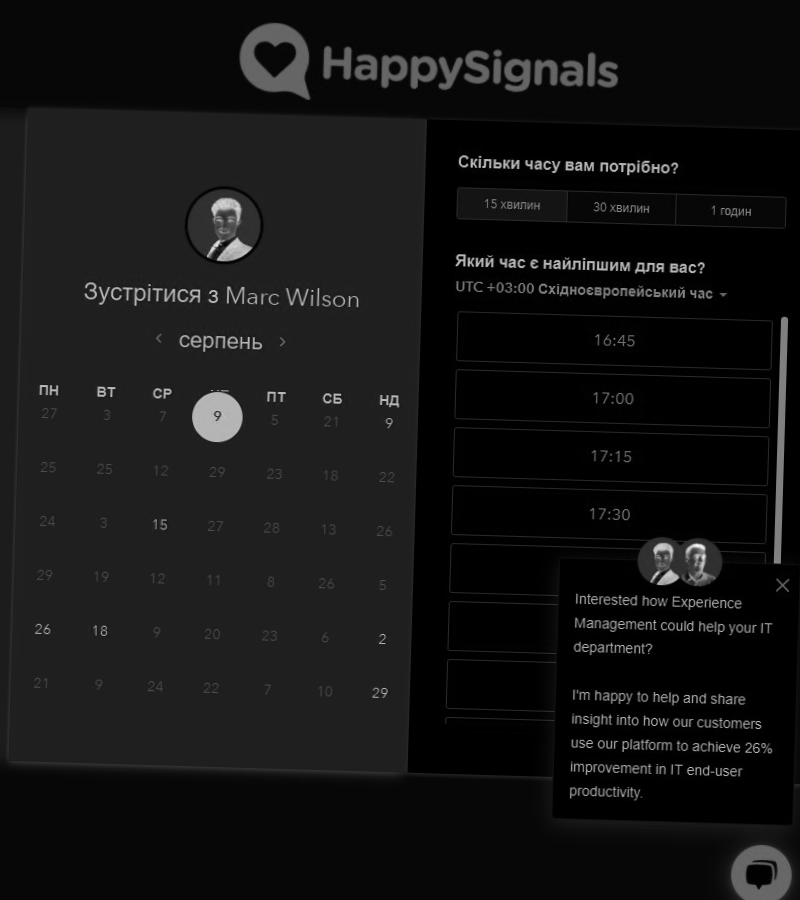 HappySignals
Зустрітися з Marc Wilson
серпень
ПН ВТ СР ПТ СБ НД
27 3 7 9 5 21 9
25 25 12 29 23 18 22
24 3 15 27 28 13 26
29 19 12 11 8 26 5
26 18 9 20 23 6 2
21 9 24 22 7 10 29
Скільки часу вам потрібно?
15 хвилин 30 хвилин 1 годин
Який час є найліпшим для вас?
UTC +03:00 Східноєвропейський час
16:45
17:00
17:15
17:30
Interested how Experience
Management could help your IT
department?
I'm happy to help and share
insight into how our customers
use our platform to achieve 26%
improvement in IT end-user
productivity.